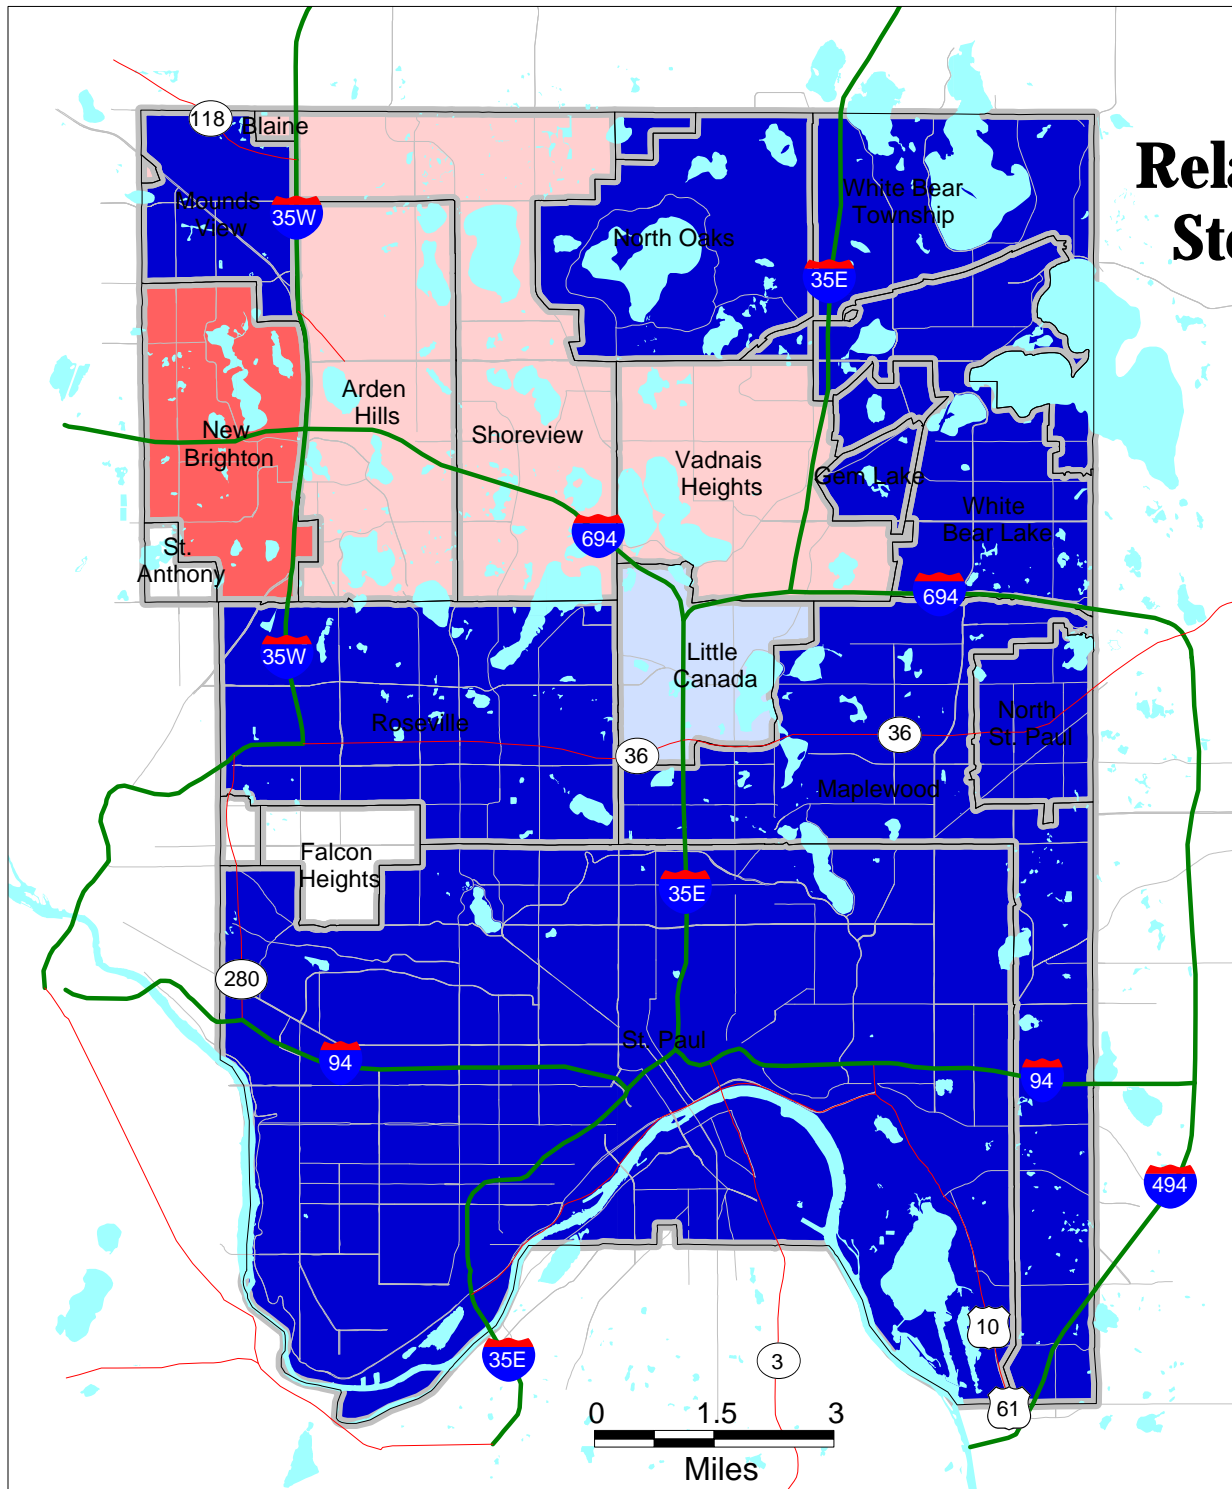 Rela
Ste
118
Blaine
Mounds
View
35W
White Bear
Township
North Oaks
35E
Arden
Hills
New
Brighton
Shoreview
Vadnais
Heights
Gem Lake
White
Bear Lake
St.
Anthony
694
694
35W
Little
Canada
Roseville
North
St. Paul
36
36
Maplewood
Falcon
Heights
35E
280
St. Paul
94
94
494
10
35E
3
61
0 1.5 3
Miles